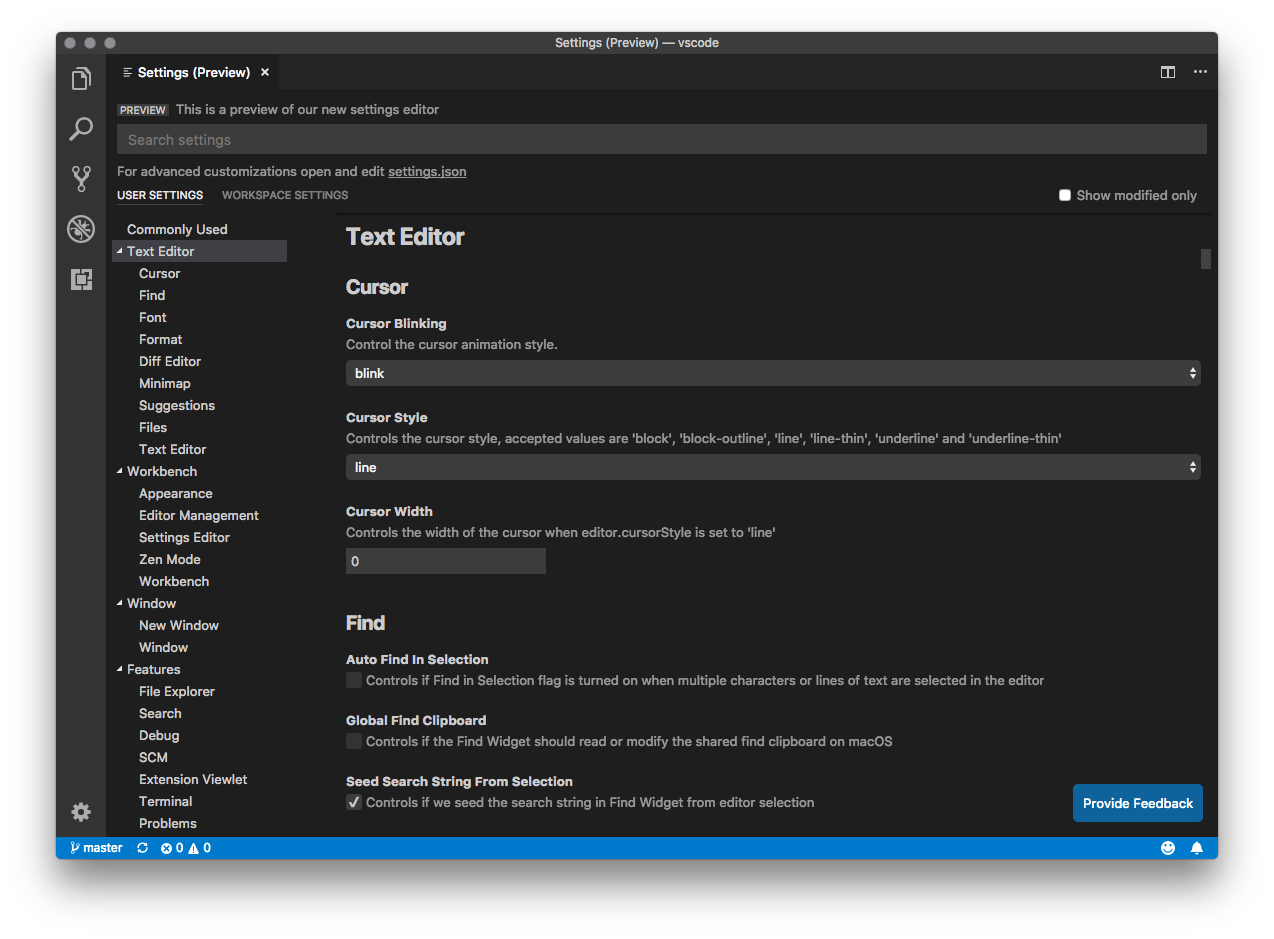 Settings (Preview) — vscode
Settings (Preview)
PREVIEW This is a preview of our new settings editor
Search settings
For advanced customizations open and edit settings.json
USER SETTINGS WORKSPACE SETTINGS
Show modified only
Commonly Used
Text Editor
Cursor
Find
Font
Format
Diff Editor
Minimap
Suggestions
Files
Text Editor
Workbench
Appearance
Editor Management
Settings Editor
Zen Mode
Workbench
Window
New Window
Window
Features
File Explorer
Search
Debug
SCM
Extension Viewlet
Terminal
Problems
Text Editor
Cursor
Cursor Blinking
Control the cursor animation style.
blink
Cursor Style
Controls the cursor style, accepted values are 'block', 'block-outline', 'line', 'line-thin', 'underline' and 'underline-thin'
line
Cursor Width
Controls the width of the cursor when editor.cursorStyle is set to 'line'
0
Find
Auto Find In Selection
Controls if Find in Selection flag is turned on when multiple characters or lines of text are selected in the editor
Global Find Clipboard
Controls if the Find Widget should read or modify the shared find clipboard on macOS
Seed Search String From Selection
Controls if we seed the search string in Find Widget from editor selection
Provide Feedback
master 0 0